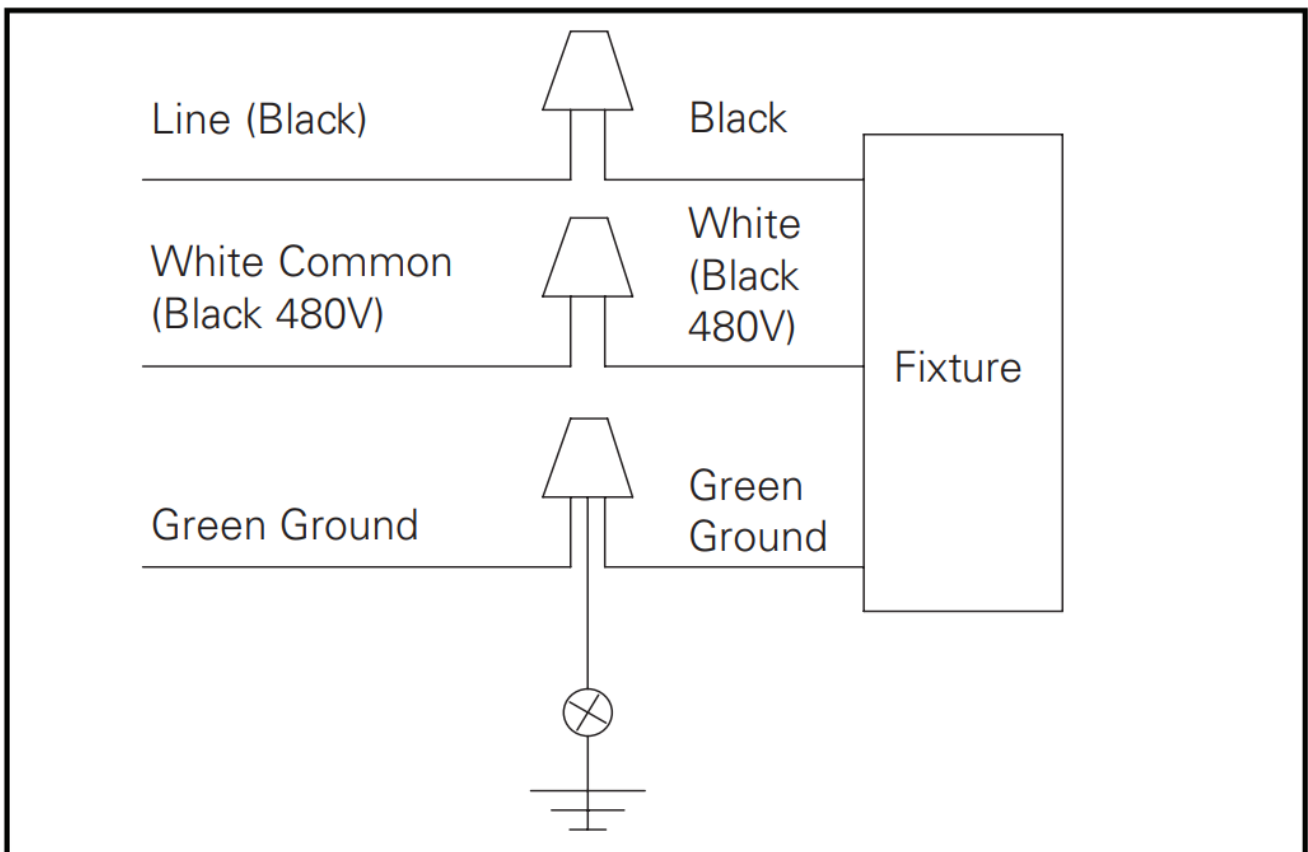 Line (Black)
Black
White Common
(Black 480V)
White
(Black
480V)
Fixture
Green Ground
Green
Ground